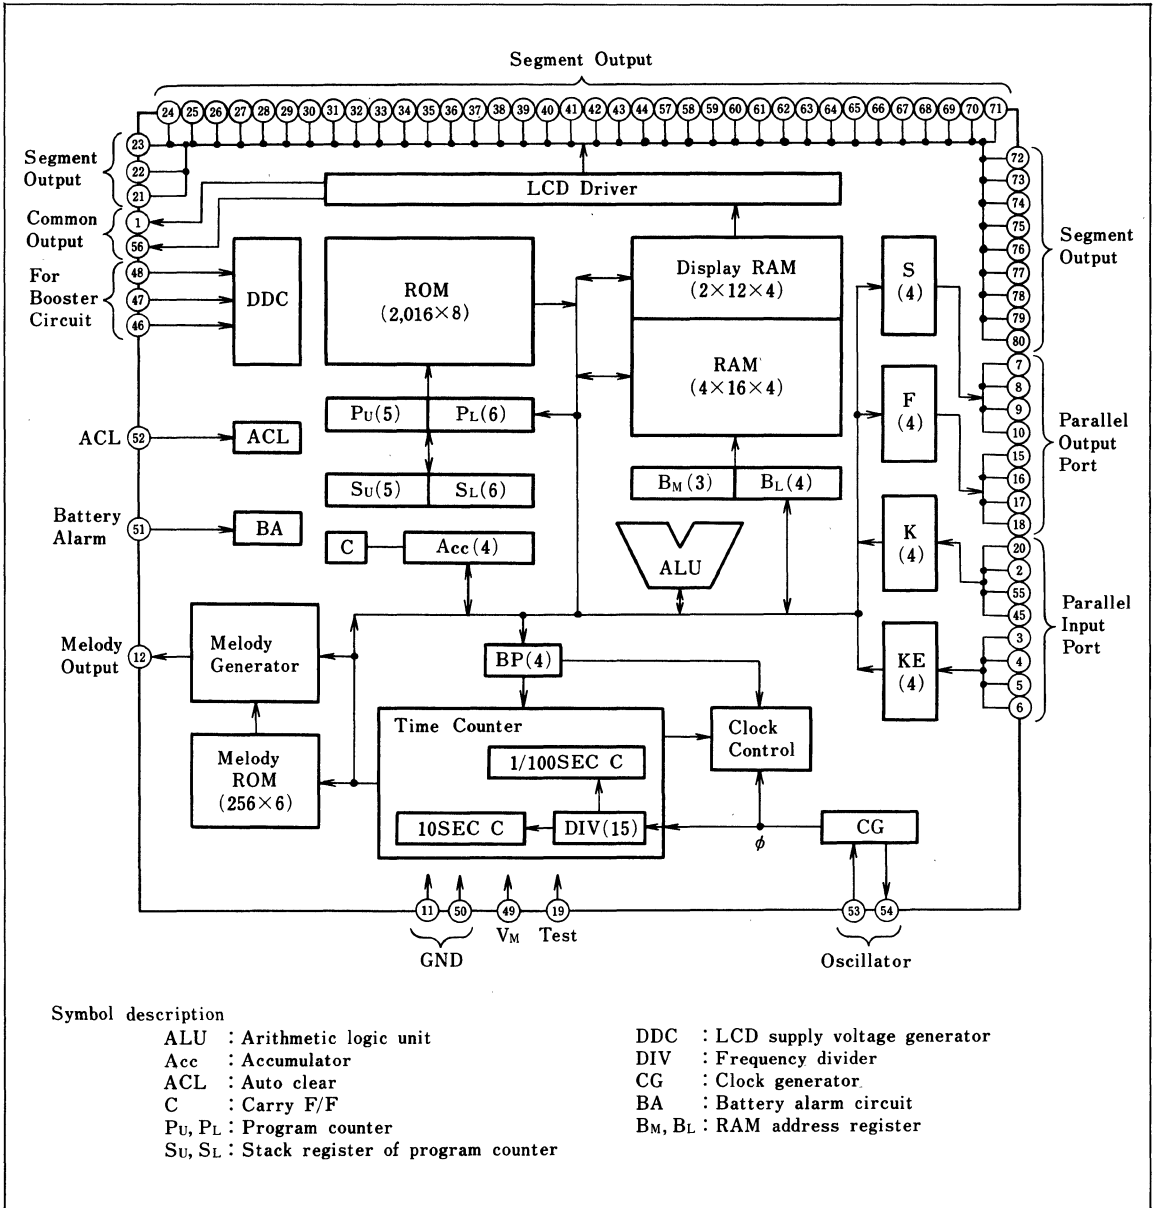 Segment Output
24 25 26 27 28 29 30 31 32 33 34 35 36 37 38 39 40 41 42 43 44 57 58 59 60 61 62 63 64 65 66 67 68 69 70 71
23
22
21
Segment
Output
1
56
Common
Output
48
47
46
For
Booster
Circuit
DDC
LCD Driver
ROM
(2,016×8)
Display RAM
(2×12×4)
RAM
(4×16×4)
S
(4)
F
(4)
K
(4)
KE
(4)
72
73
74
75
76
77
78
79
80
Segment
Output
7
8
9
10
15
16
17
18
Parallel
Output
Port
20
2
55
45
3
4
5
6
Parallel
Input
Port
PU(5) PL(6)
SU(5) SL(6)
BM(3) BL(4)
ACL 52 ACL
Battery
Alarm
51 BA
C Acc(4)
ALU
Melody
Output
12
Melody
Generator
BP(4)
Melody
ROM
(256×6)
Time Counter
1/100SEC C
10SEC C DIV(15)
Clock
Control
ϕ
CG
11 50 49 19 53 54
VM Test
GND
Oscillator
Symbol description
ALU : Arithmetic logic unit
Acc : Accumulator
ACL : Auto clear
C : Carry F/F
PU, PL : Program counter
SU, SL : Stack register of program counter
DDC : LCD supply voltage generator
DIV : Frequency divider
CG : Clock generator
BA : Battery alarm circuit
BM, BL : RAM address register